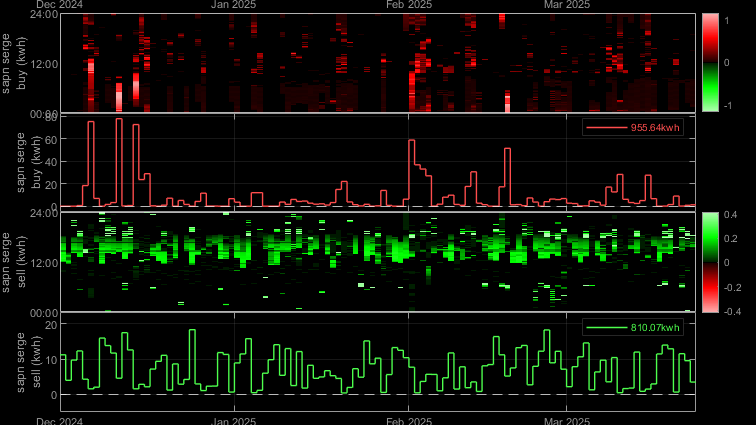 Dec 2024 Jan 2025 Feb 2025 Mar 2025
24:00
12:00
00:00
sapn serge
buy (kwh)
1
0
-1
80
60
40
20
0
sapn serge
buy (kwh)
955.64kwh
24:00
12:00
00:00
sapn serge
sell (kwh)
0.4
0.2
0
-0.2
-0.4
20
10
0
sapn serge
sell (kwh)
810.07kwh
Dec 2024 Jan 2025 Feb 2025 Mar 2025